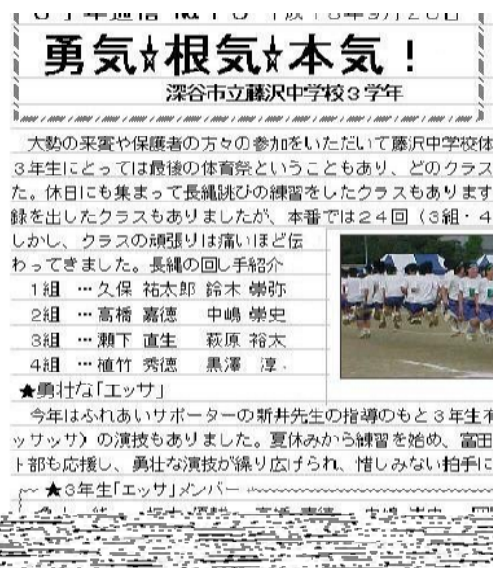 勇気☆根気☆本気！
深谷市立藤沢中学校３学年
大勢の来賓や保護者の方々の参加をいただいて藤沢中学校体
３年生にとっては最後の体育祭ということもあり、どのクラス
た。休日にも集まって長縄跳びの練習をしたクラスもあります
録を出したクラスもありましたが、本番では２４回（３組・４
しかし、クラスの頑張りは痛いほど伝
わってきました。長縄の回し手紹介
１組 …久保 祐太郎 鈴木 崇弥
２組 …高橋 嘉徳 中嶋 崇史
３組 …瀬下 直生 萩原 裕太
４組 …植竹 秀徳 黒澤 淳
★勇壮な「エッサ」
今年はふれあいサポーターの新井先生の指導のもと３年生有
ッサッサ）の演技もありました。夏休みから練習を始め、富田
ト部も応援し、勇壮な演技が繰り広げられ、惜しみない拍手に
★３年生「エッサ」メンバー